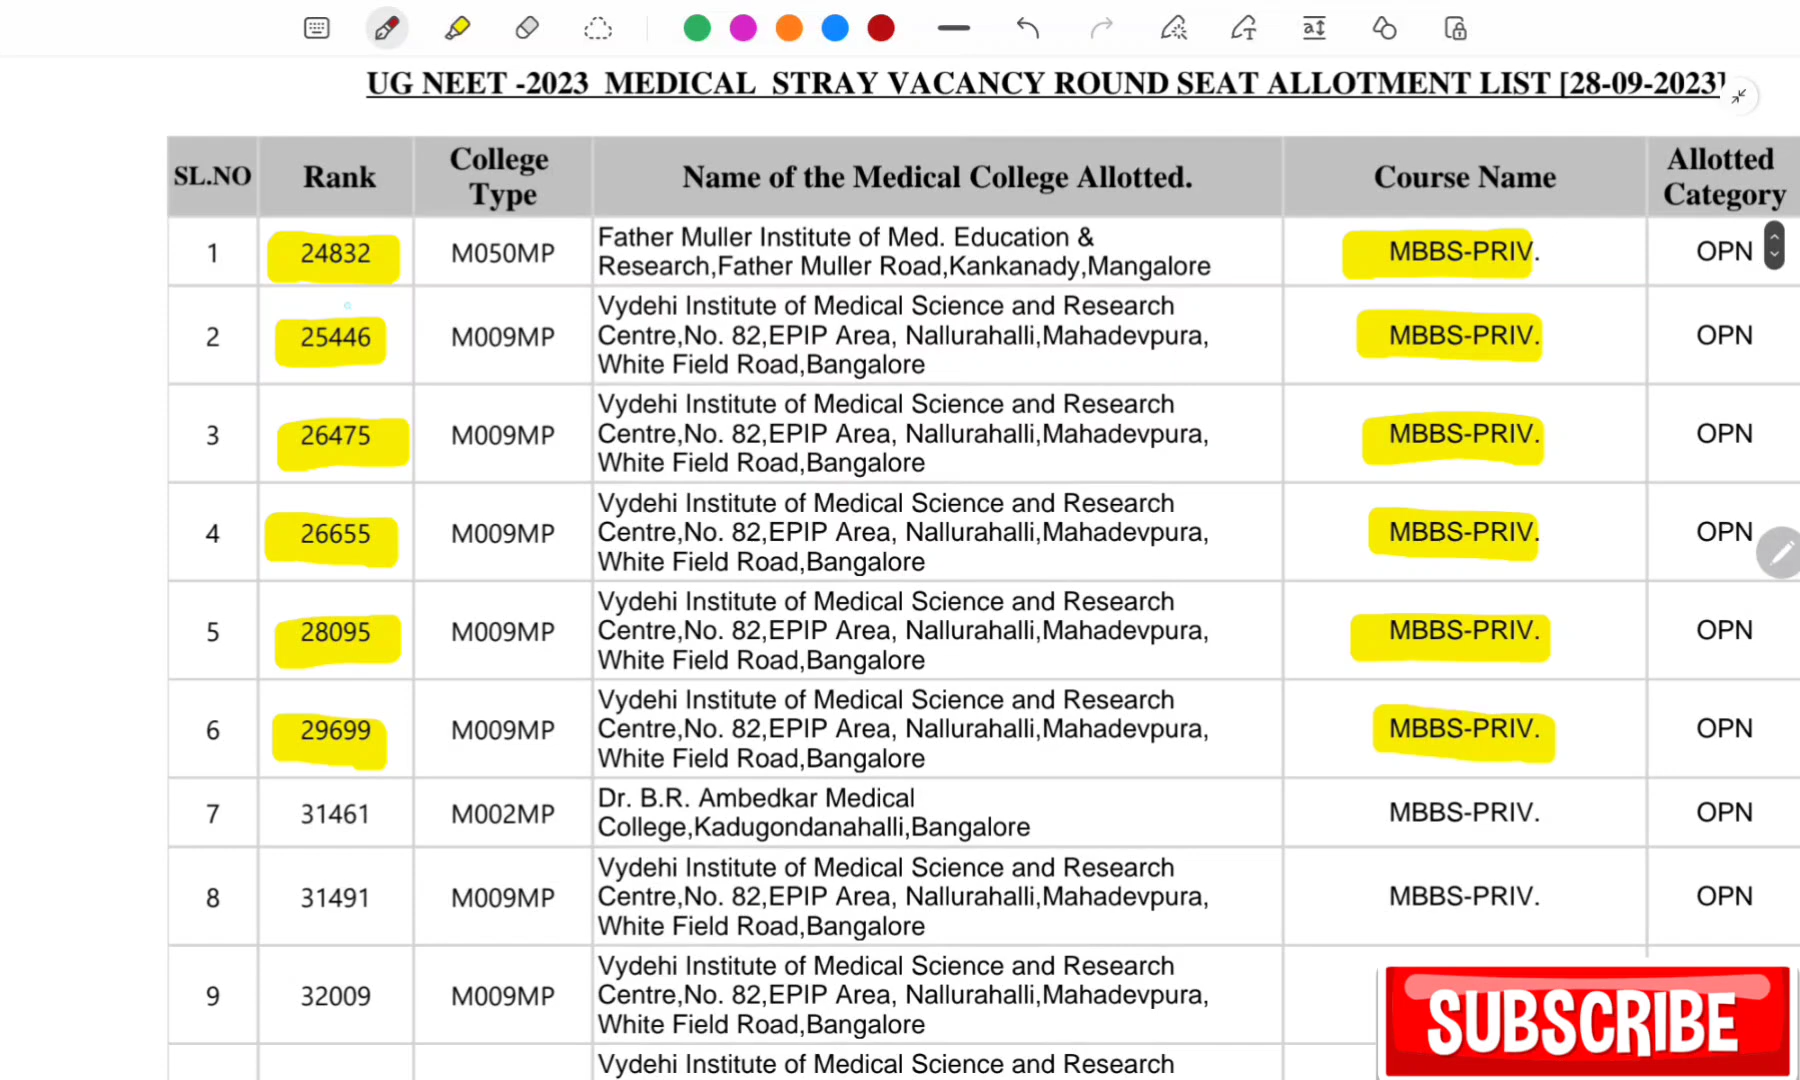 UG NEET -2023 MEDICAL STRAY VACANCY ROUND SEAT ALLOTMENT LIST [28-09-2023]
SL.NO Rank College Type Name of the Medical College Allotted. Course Name Allotted Category
1 24832 M050MP Father Muller Institute of Med. Education &
Research,Father Muller Road,Kankanady,Mangalore MBBS-PRIV. OPN
2 25446 M009MP Vydehi Institute of Medical Science and Research
Centre,No. 82,EPIP Area, Nallurahalli,Mahadevpura,
White Field Road,Bangalore MBBS-PRIV. OPN
3 26475 M009MP Vydehi Institute of Medical Science and Research
Centre,No. 82,EPIP Area, Nallurahalli,Mahadevpura,
White Field Road,Bangalore MBBS-PRIV. OPN
4 26655 M009MP Vydehi Institute of Medical Science and Research
Centre,No. 82,EPIP Area, Nallurahalli,Mahadevpura,
White Field Road,Bangalore MBBS-PRIV. OPN
5 28095 M009MP Vydehi Institute of Medical Science and Research
Centre,No. 82,EPIP Area, Nallurahalli,Mahadevpura,
White Field Road,Bangalore MBBS-PRIV. OPN
6 29699 M009MP Vydehi Institute of Medical Science and Research
Centre,No. 82,EPIP Area, Nallurahalli,Mahadevpura,
White Field Road,Bangalore MBBS-PRIV. OPN
7 31461 M002MP Dr. B.R. Ambedkar Medical
College,Kadugondanahalli,Bangalore MBBS-PRIV. OPN
8 31491 M009MP Vydehi Institute of Medical Science and Research
Centre,No. 82,EPIP Area, Nallurahalli,Mahadevpura,
White Field Road,Bangalore MBBS-PRIV. OPN
9 32009 M009MP Vydehi Institute of Medical Science and Research
Centre,No. 82,EPIP Area, Nallurahalli,Mahadevpura,
White Field Road,Bangalore
Vydehi Institute of Medical Science and Research
SUBSCRIBE